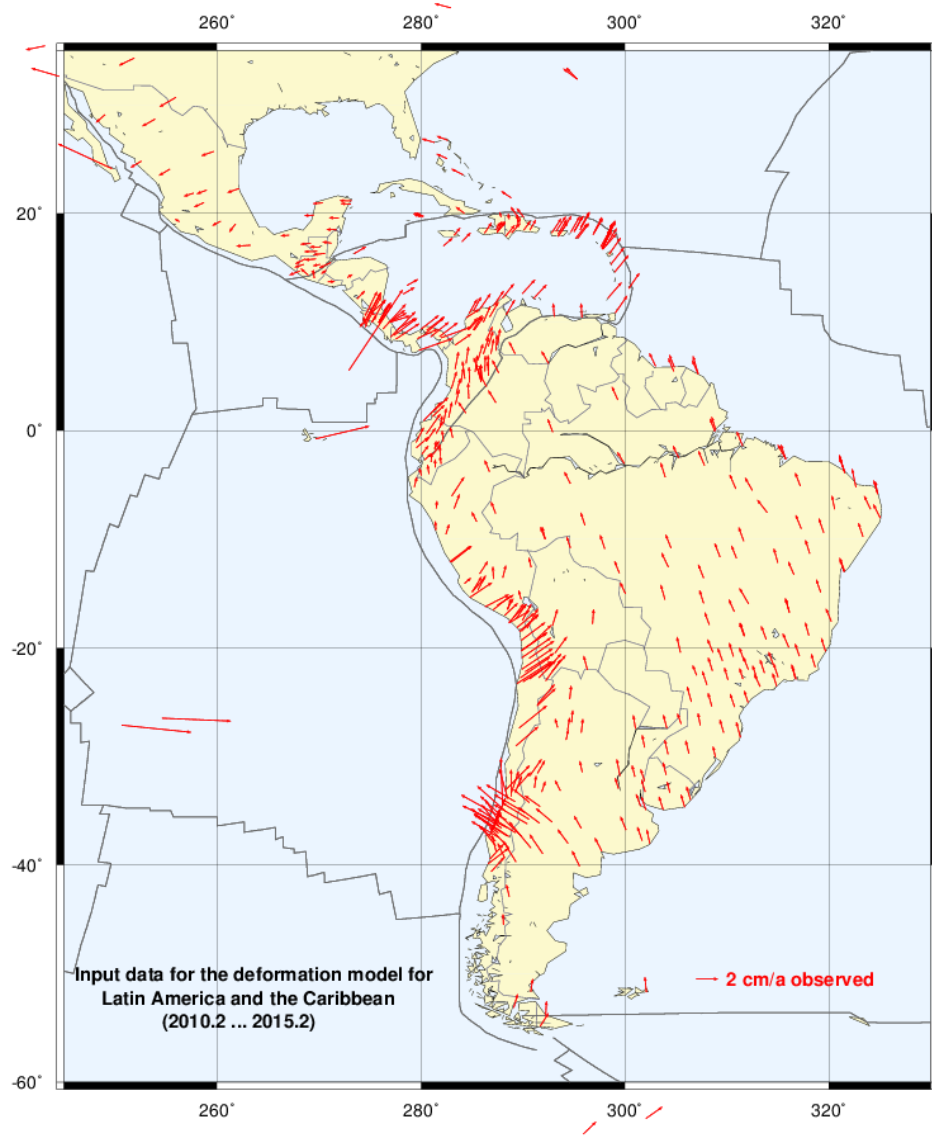 260˚ 280˚ 300˚ 320˚
20˚
0˚
-20˚
-40˚
Input data for the deformation model for
Latin America and the Caribbean
(2010.2 ... 2015.2)
2 cm/a observed
-60˚
260˚ 280˚ 300˚ 320˚